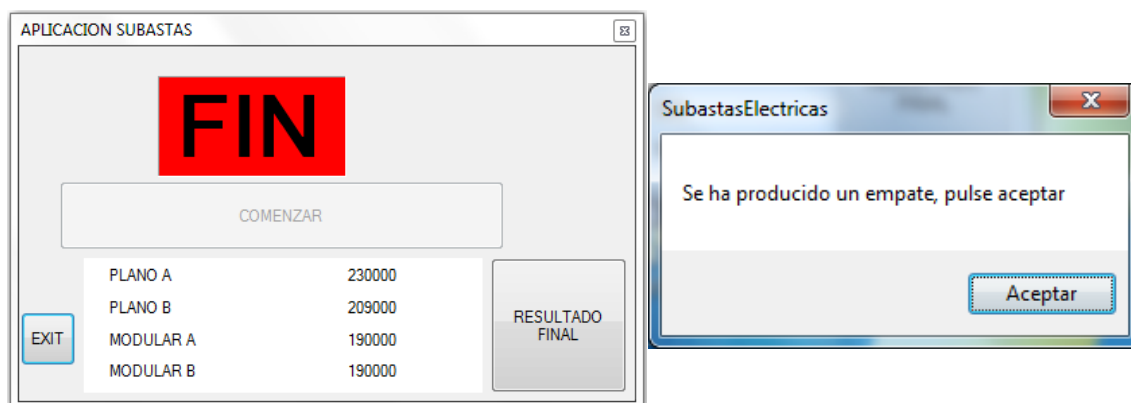 APLICACION SUBASTAS
FIN
COMENZAR
PLANO A 230000
PLANO B 209000
MODULAR A 190000
MODULAR B 190000
EXIT
RESULTADO
FINAL
SubastasElectricas
Se ha producido un empate, pulse aceptar
Aceptar